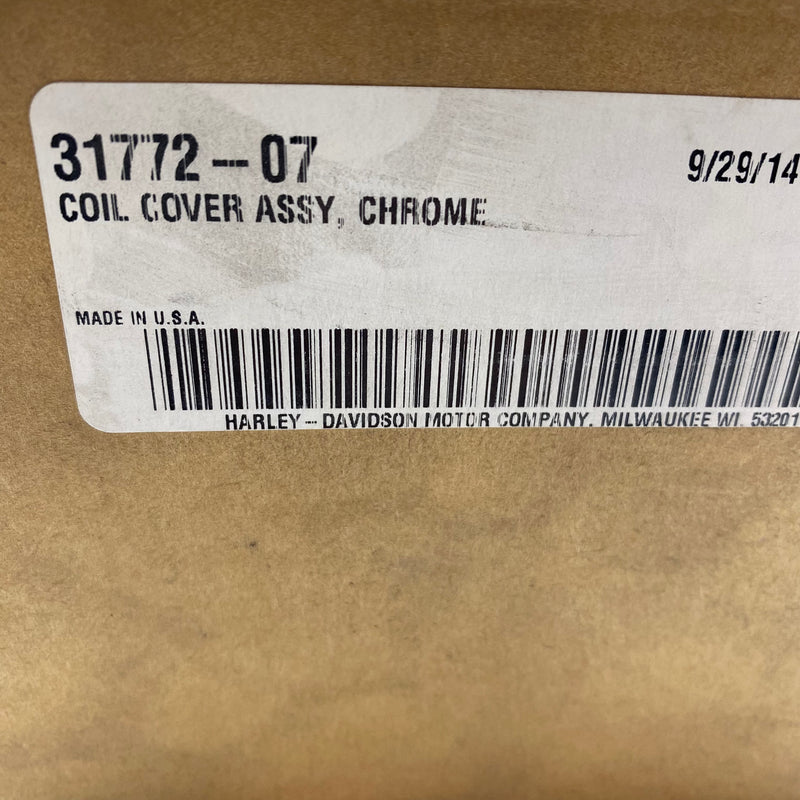 31772-07
9/29/14
COIL COVER ASSY, CHROME
MADE IN U.S.A.
HARLEY-DAVIDSON MOTOR COMPANY, MILWAUKEE WI. 53201